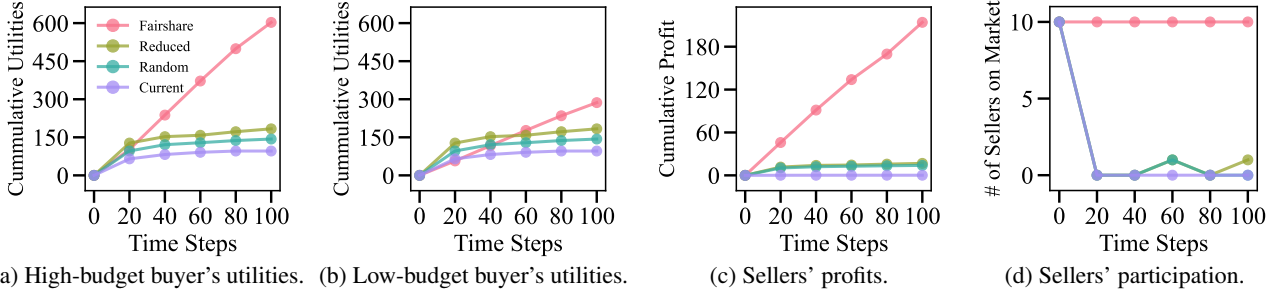 Cummulative Utilities
600
450
300
150
0
Fairshare
Reduced
Random
Current
0 20 40 60 80 100
Time Steps
a) High-budget buyer's utilities.
Cummulative Utilities
600
450
300
150
0
0 20 40 60 80 100
Time Steps
(b) Low-budget buyer's utilities.
Cumulative Profit
180
120
60
0
0 20 40 60 80 100
Time Steps
(c) Sellers' profits.
# of Sellers on Market
10
5
0
0 20 40 60 80 100
Time Steps
(d) Sellers' participation.